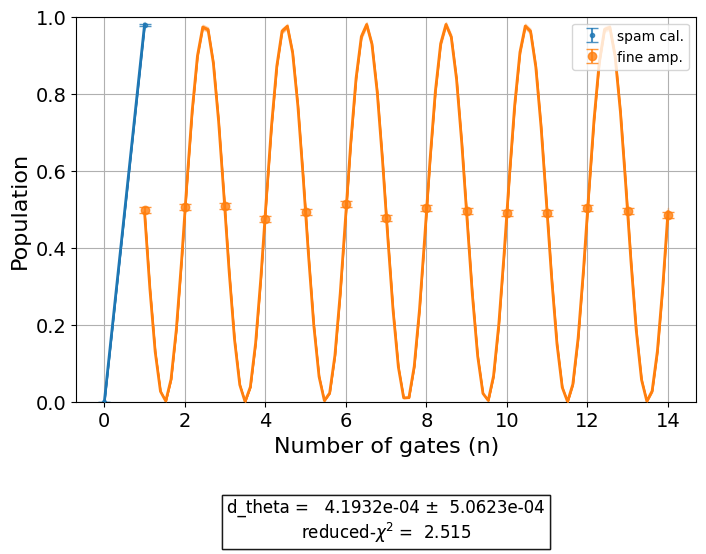 1.0
0.8
0.6
0.4
0.2
0.0
Population
spam cal.
fine amp.
0 2 4 6 8 10 12 14
Number of gates (n)
d_theta = 4.1932e-04 ± 5.0623e-04
reduced-χ² = 2.515